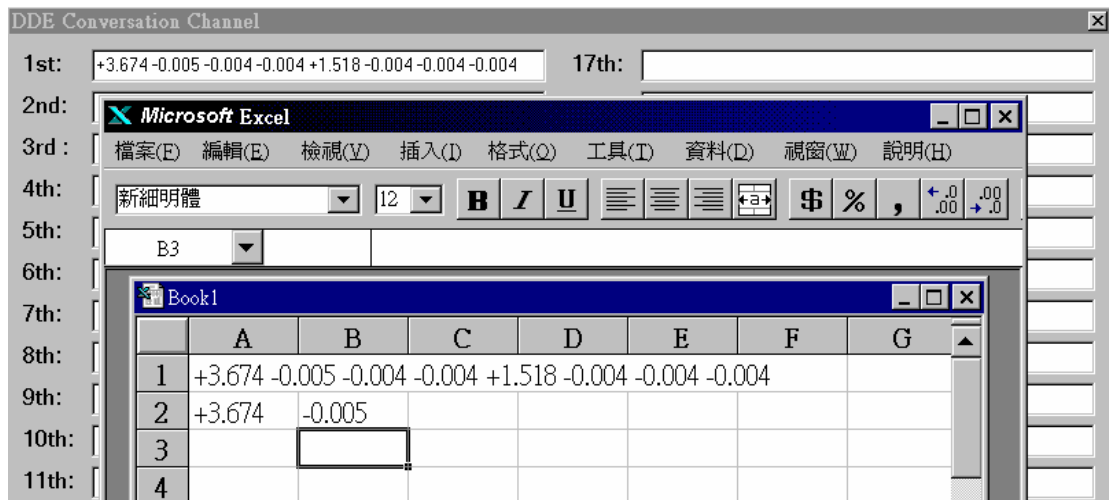 DDE Conversation Channel
1st: +3.674 -0.005 -0.004 -0.004 +1.518 -0.004 -0.004 -0.004 17th:
2nd:
Microsoft Excel
3rd :
檔案(F) 編輯(E) 檢視(V) 插入(I) 格式(O) 工具(T) 資料(D) 視窗(W) 說明(H)
4th:
新細明體 12 B I U a $ % , .0 .00 .00 .0
5th:
B3
6th:
Book1
7th:
A B C D E F G
8th:
1 +3.674 -0.005 -0.004 -0.004 +1.518 -0.004 -0.004 -0.004
9th:
2 +3.674 -0.005
10th:
3
11th:
4